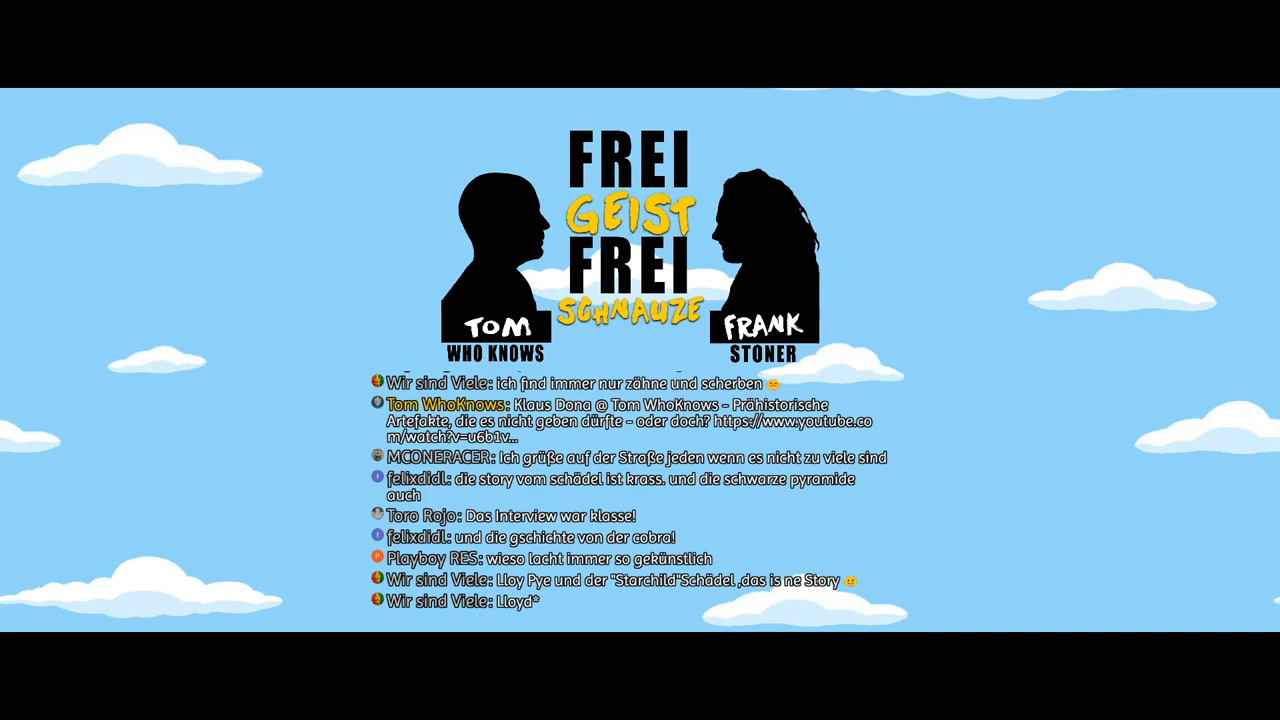 FREI
GEIST
FREI
SCHNAUZE
TOM
WHO KNOWS
FRANK
STONER
Wir sind Viele: ich find immer nur zähne und scherben
Tom WhoKnows: Klaus Dona @ Tom WhoKnows - Prähistorische
Artefakte, die es nicht geben dürfte - oder doch? https://www.youtube.co
m/watch?v=u6b1v...
MCONERACER: Ich grüße auf der Straße jeden wenn es nicht zu viele sind
felixdidl: die story vom schädel ist krass. und die schwarze pyramide
auch
Toro Rojo: Das Interview war klasse!
felixdidl: und die gschichte von der cobra!
Playboy RES: wieso lacht immer so gekünstlich
Wir sind Viele: Lloy Pye und der "Starchild"Schädel ,das is ne Story
Wir sind Viele: Lloyd*